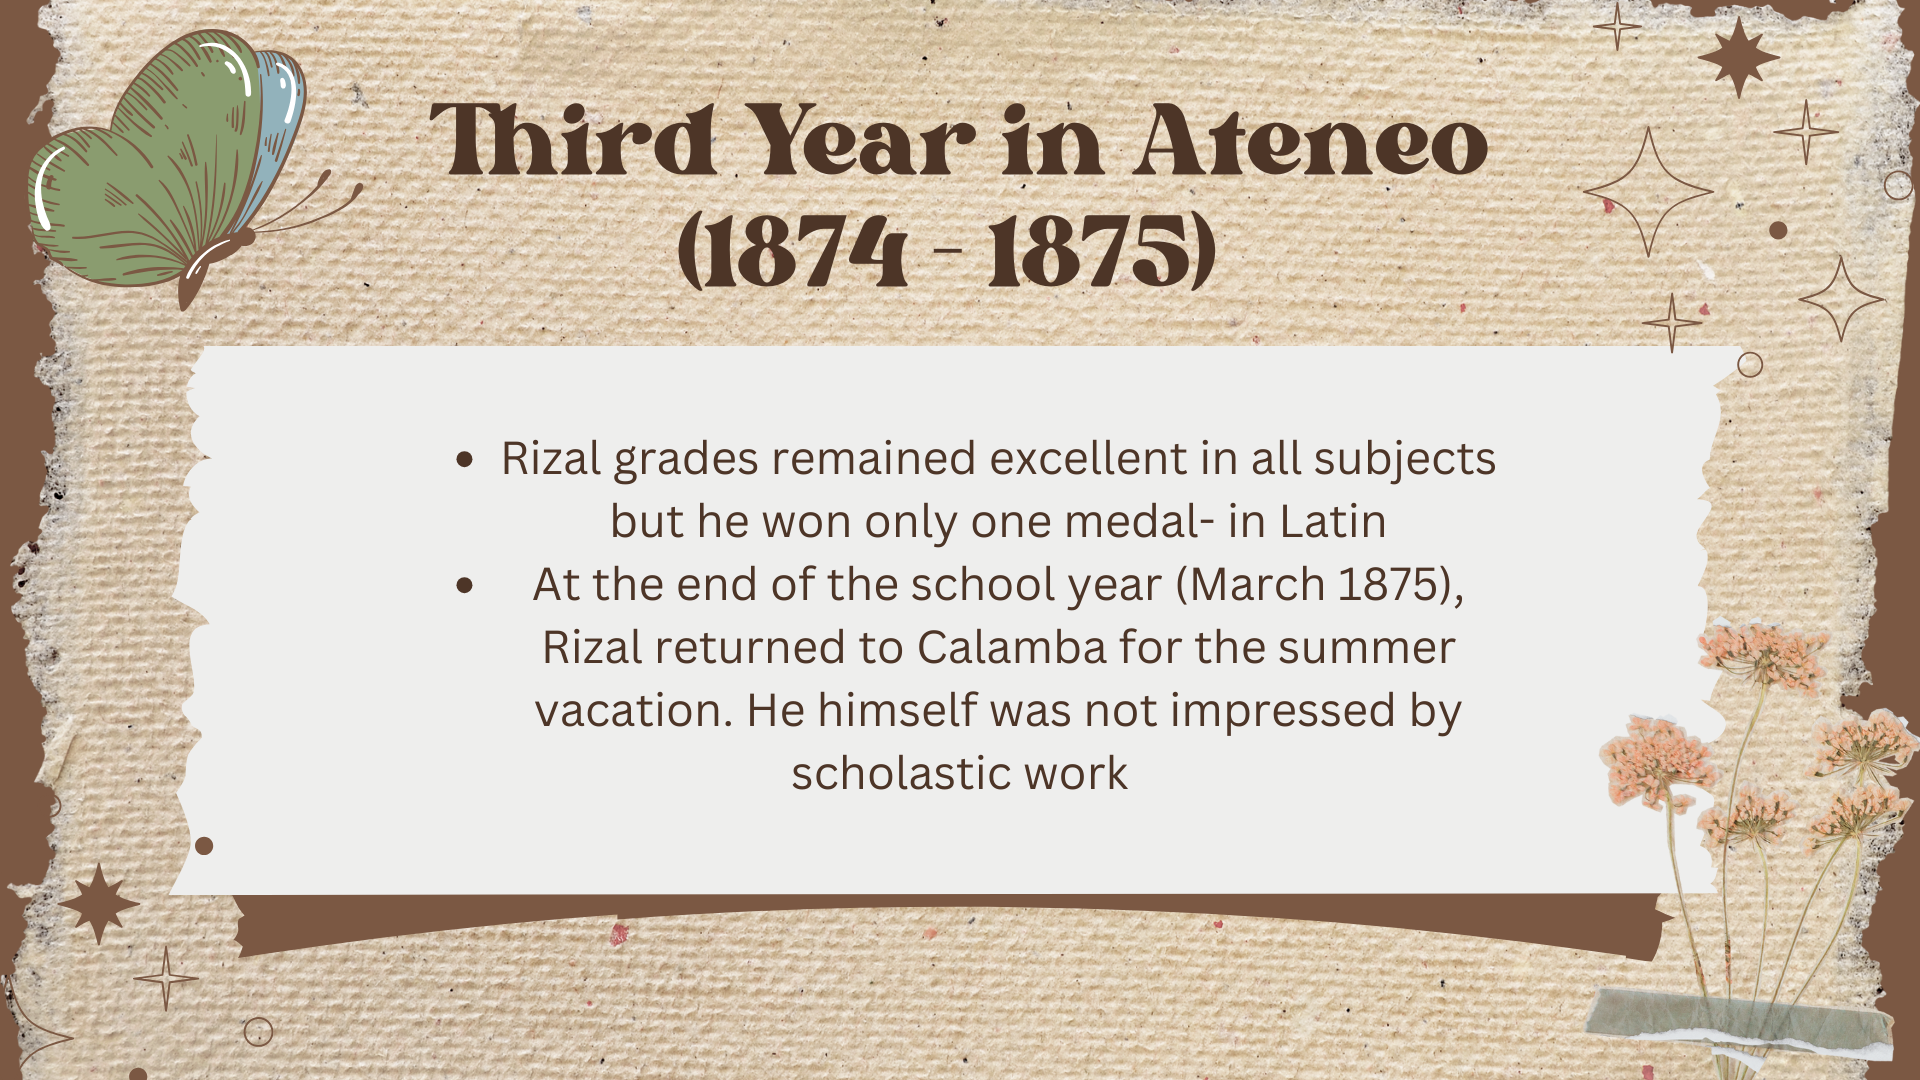 Third Year in Ateneo
(1874 - 1875)
• Rizal grades remained excellent in all subjects
but he won only one medal- in Latin
• At the end of the school year (March 1875),
Rizal returned to Calamba for the summer
vacation. He himself was not impressed by
scholastic work